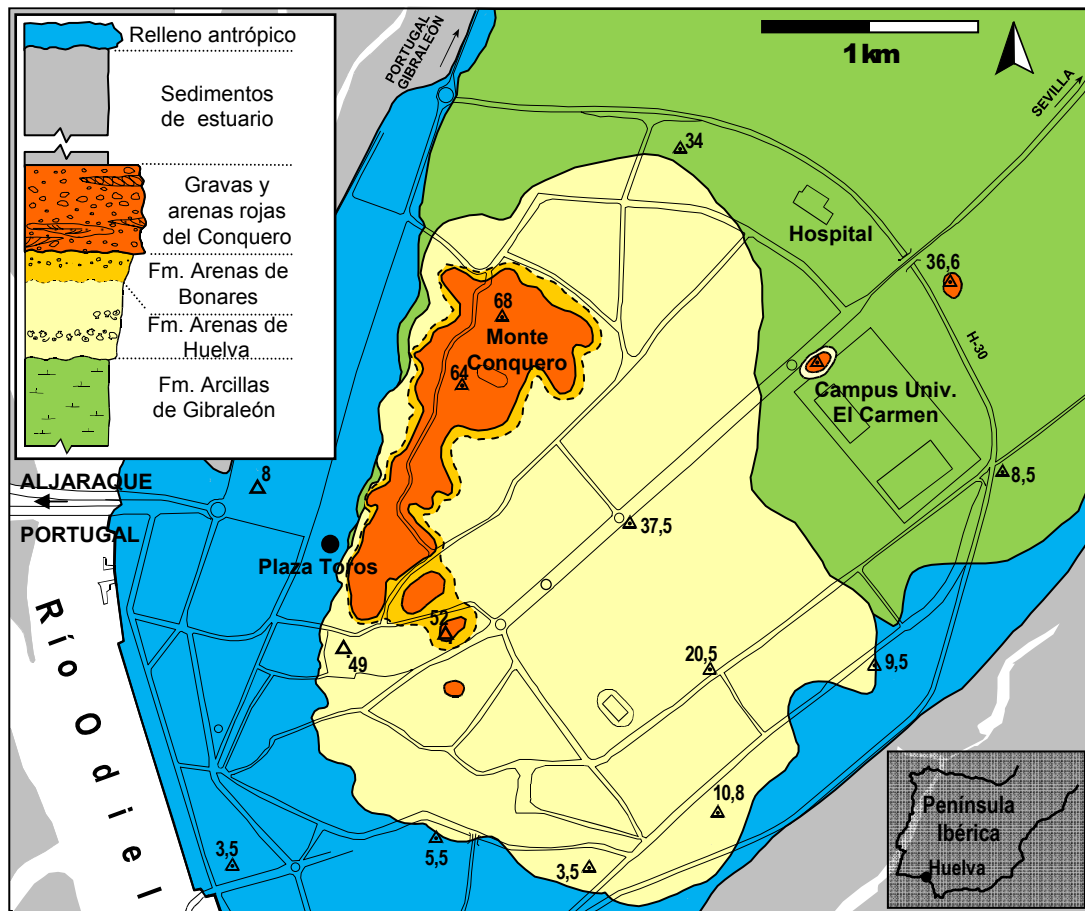 Relleno antrópico
Sedimentos
de estuario
Gravas y
arenas rojas
del Conquero
Fm. Arenas de
Bonares
Fm. Arenas de
Huelva
Fm. Arcillas
de Gibraleón
PORTUGAL
GIBRALEÓN
1km
SEVILLA
34
Hospital
36,6
68
Monte
Conquero
64
H-30
Campus Univ.
El Carmen
ALJARAQUE
8
8,5
PORTUGAL
37,5
Plaza Toros
52
49
20,5
9,5
Río Odiel
10,8
3,5
5,5
3,5
Península
Ibérica
Huelva